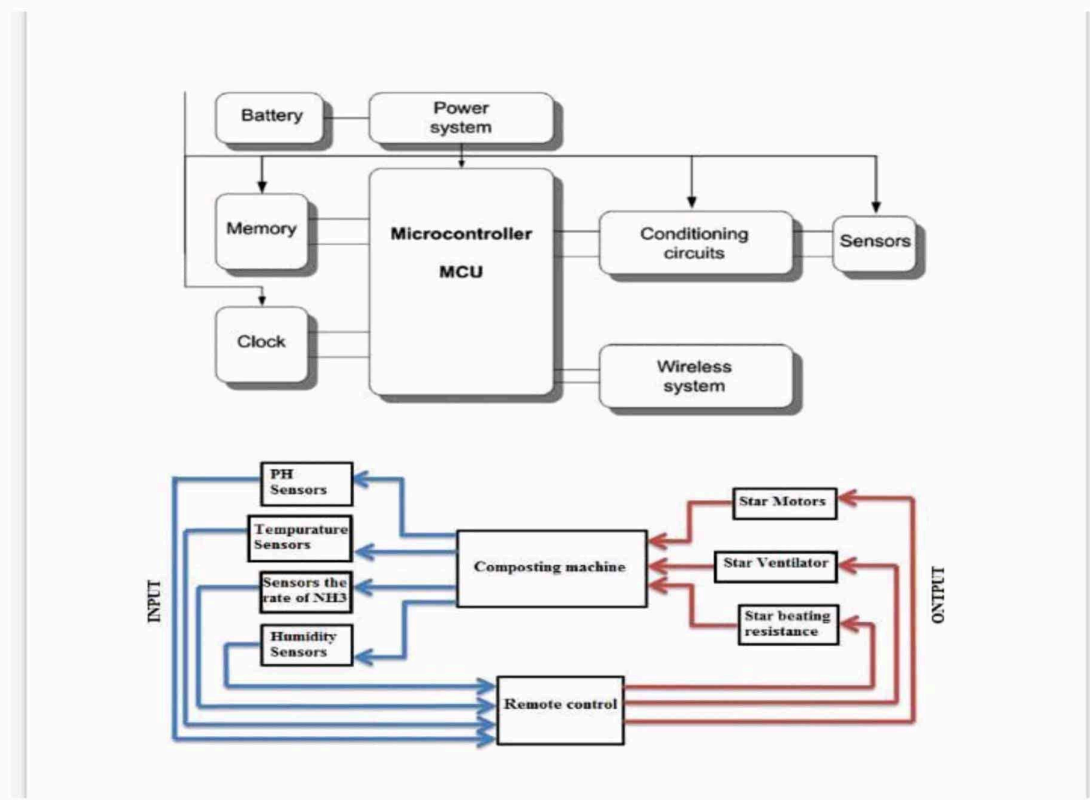 Battery
Power
system
Memory
Microcontroller
MCU
Conditioning
circuits
Sensors
Clock
Wireless
system
PH
Sensors
Tempurature
Sensors
Sensors the
rate of NH3
Humidity
Sensors
INPUT
Composting machine
Remote control
Star Motors
Star Ventilator
Star beating
resistance
ONTPUT